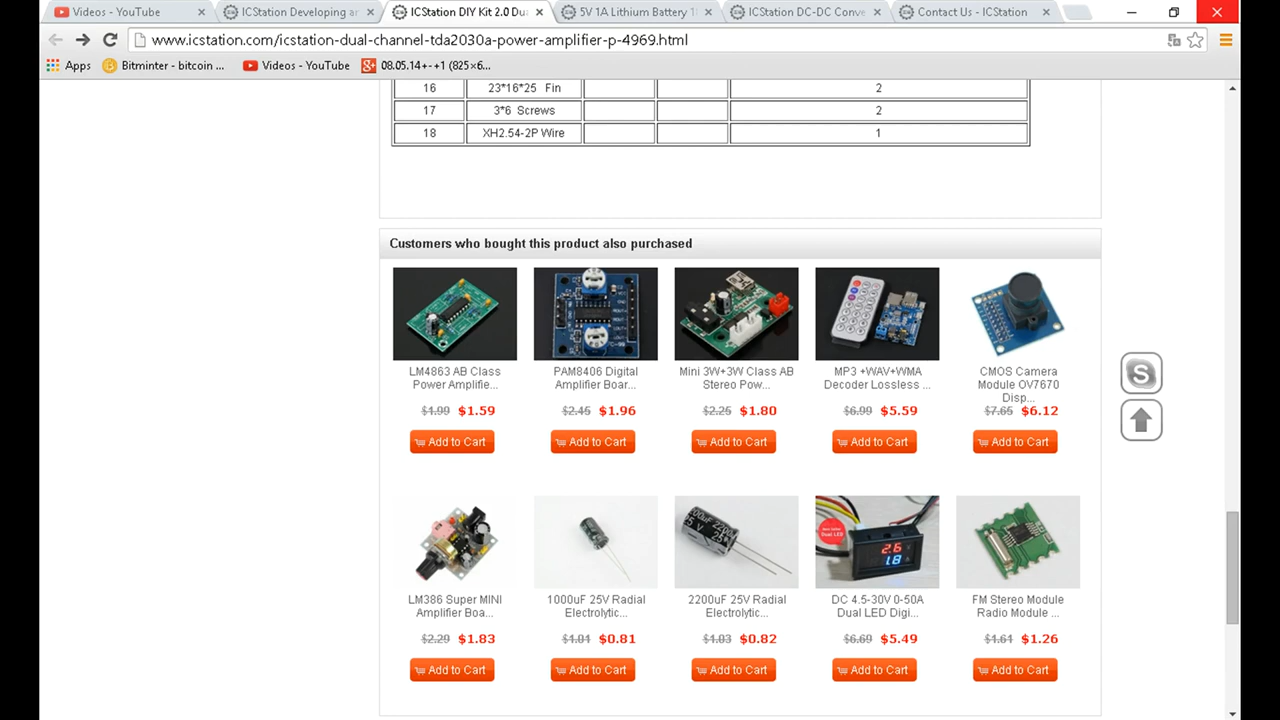 Videos - YouTube
ICStation Developing ar
ICStation DIY Kit 2.0 Du
5V 1A Lithium Battery 1
ICStation DC-DC Conve
Contact Us - ICStation
www.icstation.com/icstation-dual-channel-tda2030a-power-amplifier-p-4969.html
Apps
Bitminter - bitcoin ...
Videos - YouTube
08.05.14+-+1 (825×6...
16 23*16*25 Fin 2
17 3*6 Screws 2
18 XH2.54-2P Wire 1
Customers who bought this product also purchased
LM4863 AB Class
Power Amplifie...
$1.99 $1.59
Add to Cart
PAM8406 Digital
Amplifier Boar...
$2.45 $1.96
Add to Cart
Mini 3W+3W Class AB
Stereo Pow...
$2.25 $1.80
Add to Cart
MP3 +WAV+WMA
Decoder Lossless ...
$6.99 $5.59
Add to Cart
CMOS Camera
Module OV7670
Disp...
$7.65 $6.12
Add to Cart
LM386 Super MINI
Amplifier Boa...
$2.29 $1.83
Add to Cart
1000uF 25V Radial
Electrolytic...
$1.01 $0.81
Add to Cart
2200uF 25V Radial
Electrolytic...
$1.03 $0.82
Add to Cart
Dual LED
2.6
1.8
DC 4.5-30V 0-50A
Dual LED Digi...
$6.69 $5.49
Add to Cart
FM Stereo Module
Radio Module ...
$1.61 $1.26
Add to Cart